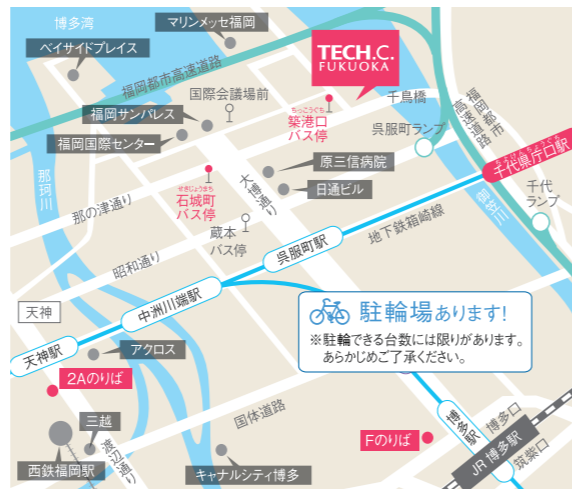 博多湾
マリンメッセ福岡
ベイサイドプレイス
TECH.C.
FUKUOKA
福岡都市高速道路
国際会議場前
千鳥橋
福岡都市
高速道路
福岡サンパレス
ちっこうぐち
築港口
バス停
呉服町ランプ
福岡国際センター
原三信病院
ちよけんちょうぐち
千代県庁口駅
那珂川
せきじょうまち
石城町
バス停
大博通り
日通ビル
御笠川
千代
ランプ
那の津通り
蔵本
バス停
地下鉄箱崎線
呉服町駅
昭和通り
中洲川端駅
天神
駐輪場あります!
※駐輪できる台数には限りがあります。
あらかじめご了承ください。
天神駅
アクロス
2Aのりば
国体道路
博多駅
博多口
三越
Fのりば
JR 博多駅
筑紫口
渡辺通り
西鉄福岡駅
キャナルシティ博多